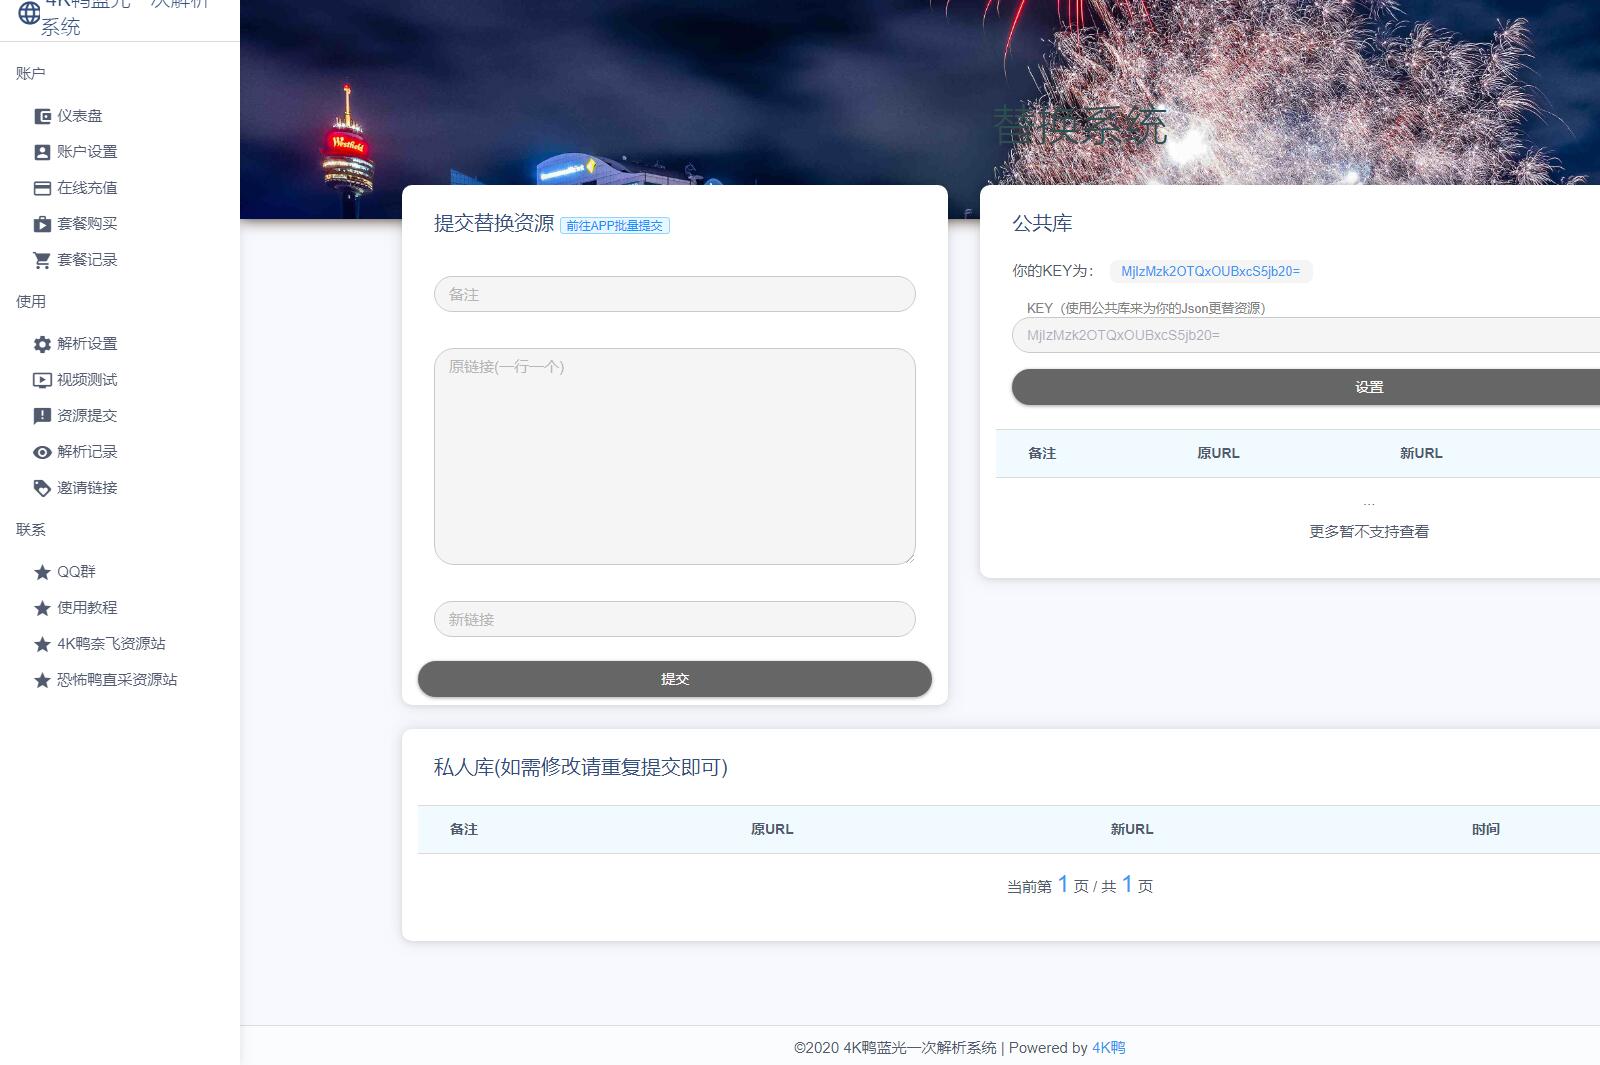 4K鸭蓝光一次解析
系统
账户
仪表盘
账户设置
在线充值
套餐购买
套餐记录
使用
解析设置
视频测试
资源提交
解析记录
邀请链接
联系
QQ群
使用教程
4K鸭奈飞资源站
恐怖鸭直采资源站
Westfield
替换系统
提交替换资源 前往APP批量提交
备注
原链接(一行一个)
新链接
提交
公共库
你的KEY为： MjIzMzk2OTQxOUBxcS5jb20=
KEY（使用公共库来为你的Json更替资源）
MjIzMzk2OTQxOUBxcS5jb20=
设置
备注 原URL 新URL
...
更多暂不支持查看
私人库(如需修改请重复提交即可)
备注 原URL 新URL 时间
当前第 1 页 / 共 1 页
©2020 4K鸭蓝光一次解析系统 | Powered by 4K鸭